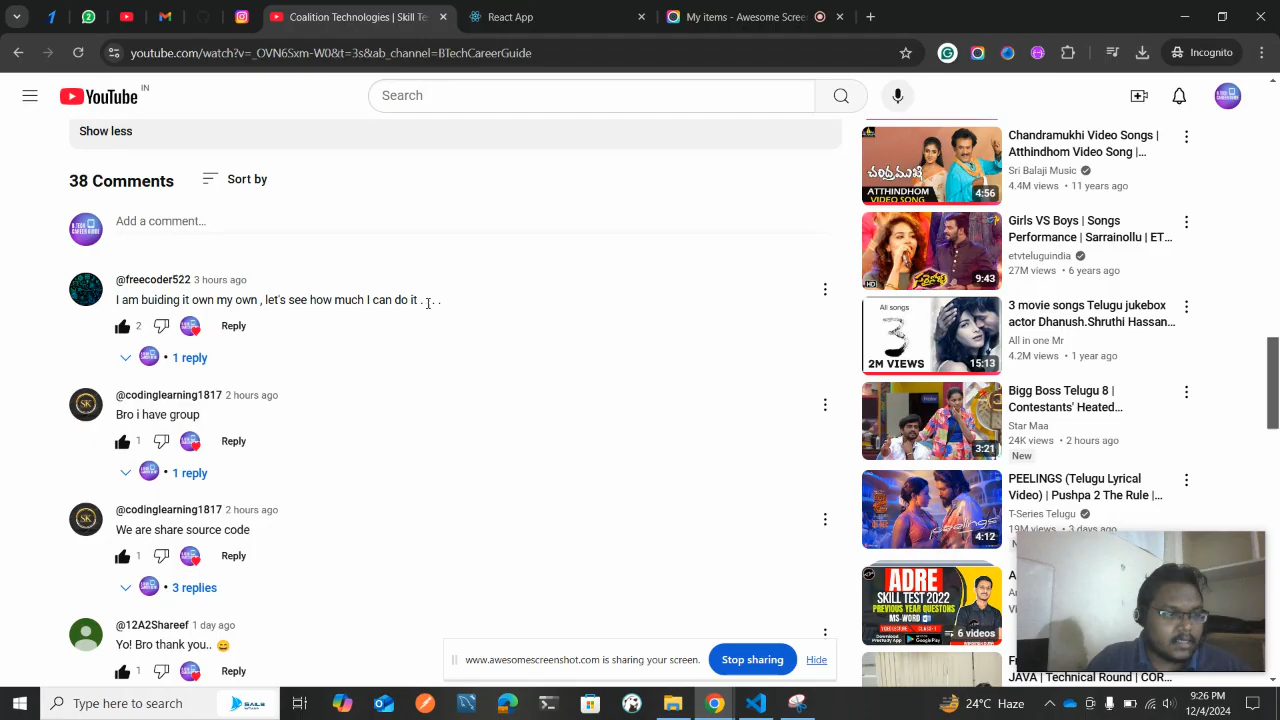 Coalition Technologies | Skill Te
React App
My items - Awesome Scree
youtube.com/watch?v=_OVN6Sxm-W08t=3s8ab_channel=BTechCareerGuide
Incognito
YouTube IN
Search
Show less
38 Comments
Sort by
Add a comment…
@freecoder522 3 hours ago
I am buiding it own my own , let's see how much I can do it . . . .
2
Reply
1 reply
@codinglearning1817 2 hours ago
Bro i have group
1
Reply
1 reply
@codinglearning1817 2 hours ago
We are share source code
1
Reply
3 replies
@12A2Shareef 1 day ago
Yo! Bro thank you..
1
Reply
చంద్రముఖి
ATTHINDHOM
VIDEO SONG
4:56
Chandramukhi Video Songs |
Atthindhom Video Song |…
Sri Balaji Music
4.4M views • 11 years ago
HD
9:43
Girls VS Boys | Songs
Performance | Sarrainollu | ET…
etvteluguindia
27M views • 6 years ago
All songs
3
2M VIEWS
15:13
3 movie songs Telugu jukebox
actor Dhanush.Shruthi Hassan…
All in one Mr
4.2M views • 1 year ago
3:21
Bigg Boss Telugu 8 |
Contestants' Heated…
Star Maa
24K views • 2 hours ago
New
peelings
4:12
PEELINGS (Telugu Lyrical
Video) | Pushpa 2 The Rule |…
T-Series Telugu
19M views • 3 days ago
ADRE
SKILL TEST 2022
PREVIOUS YEAR QUESTONS
MS-WORD
6 videos
JAVA | Technical Round | COR…
www.awesomescreenshot.com is sharing your screen.
Stop sharing
Hide
Type here to search
24°C Haze
9:26 PM
12/4/2024